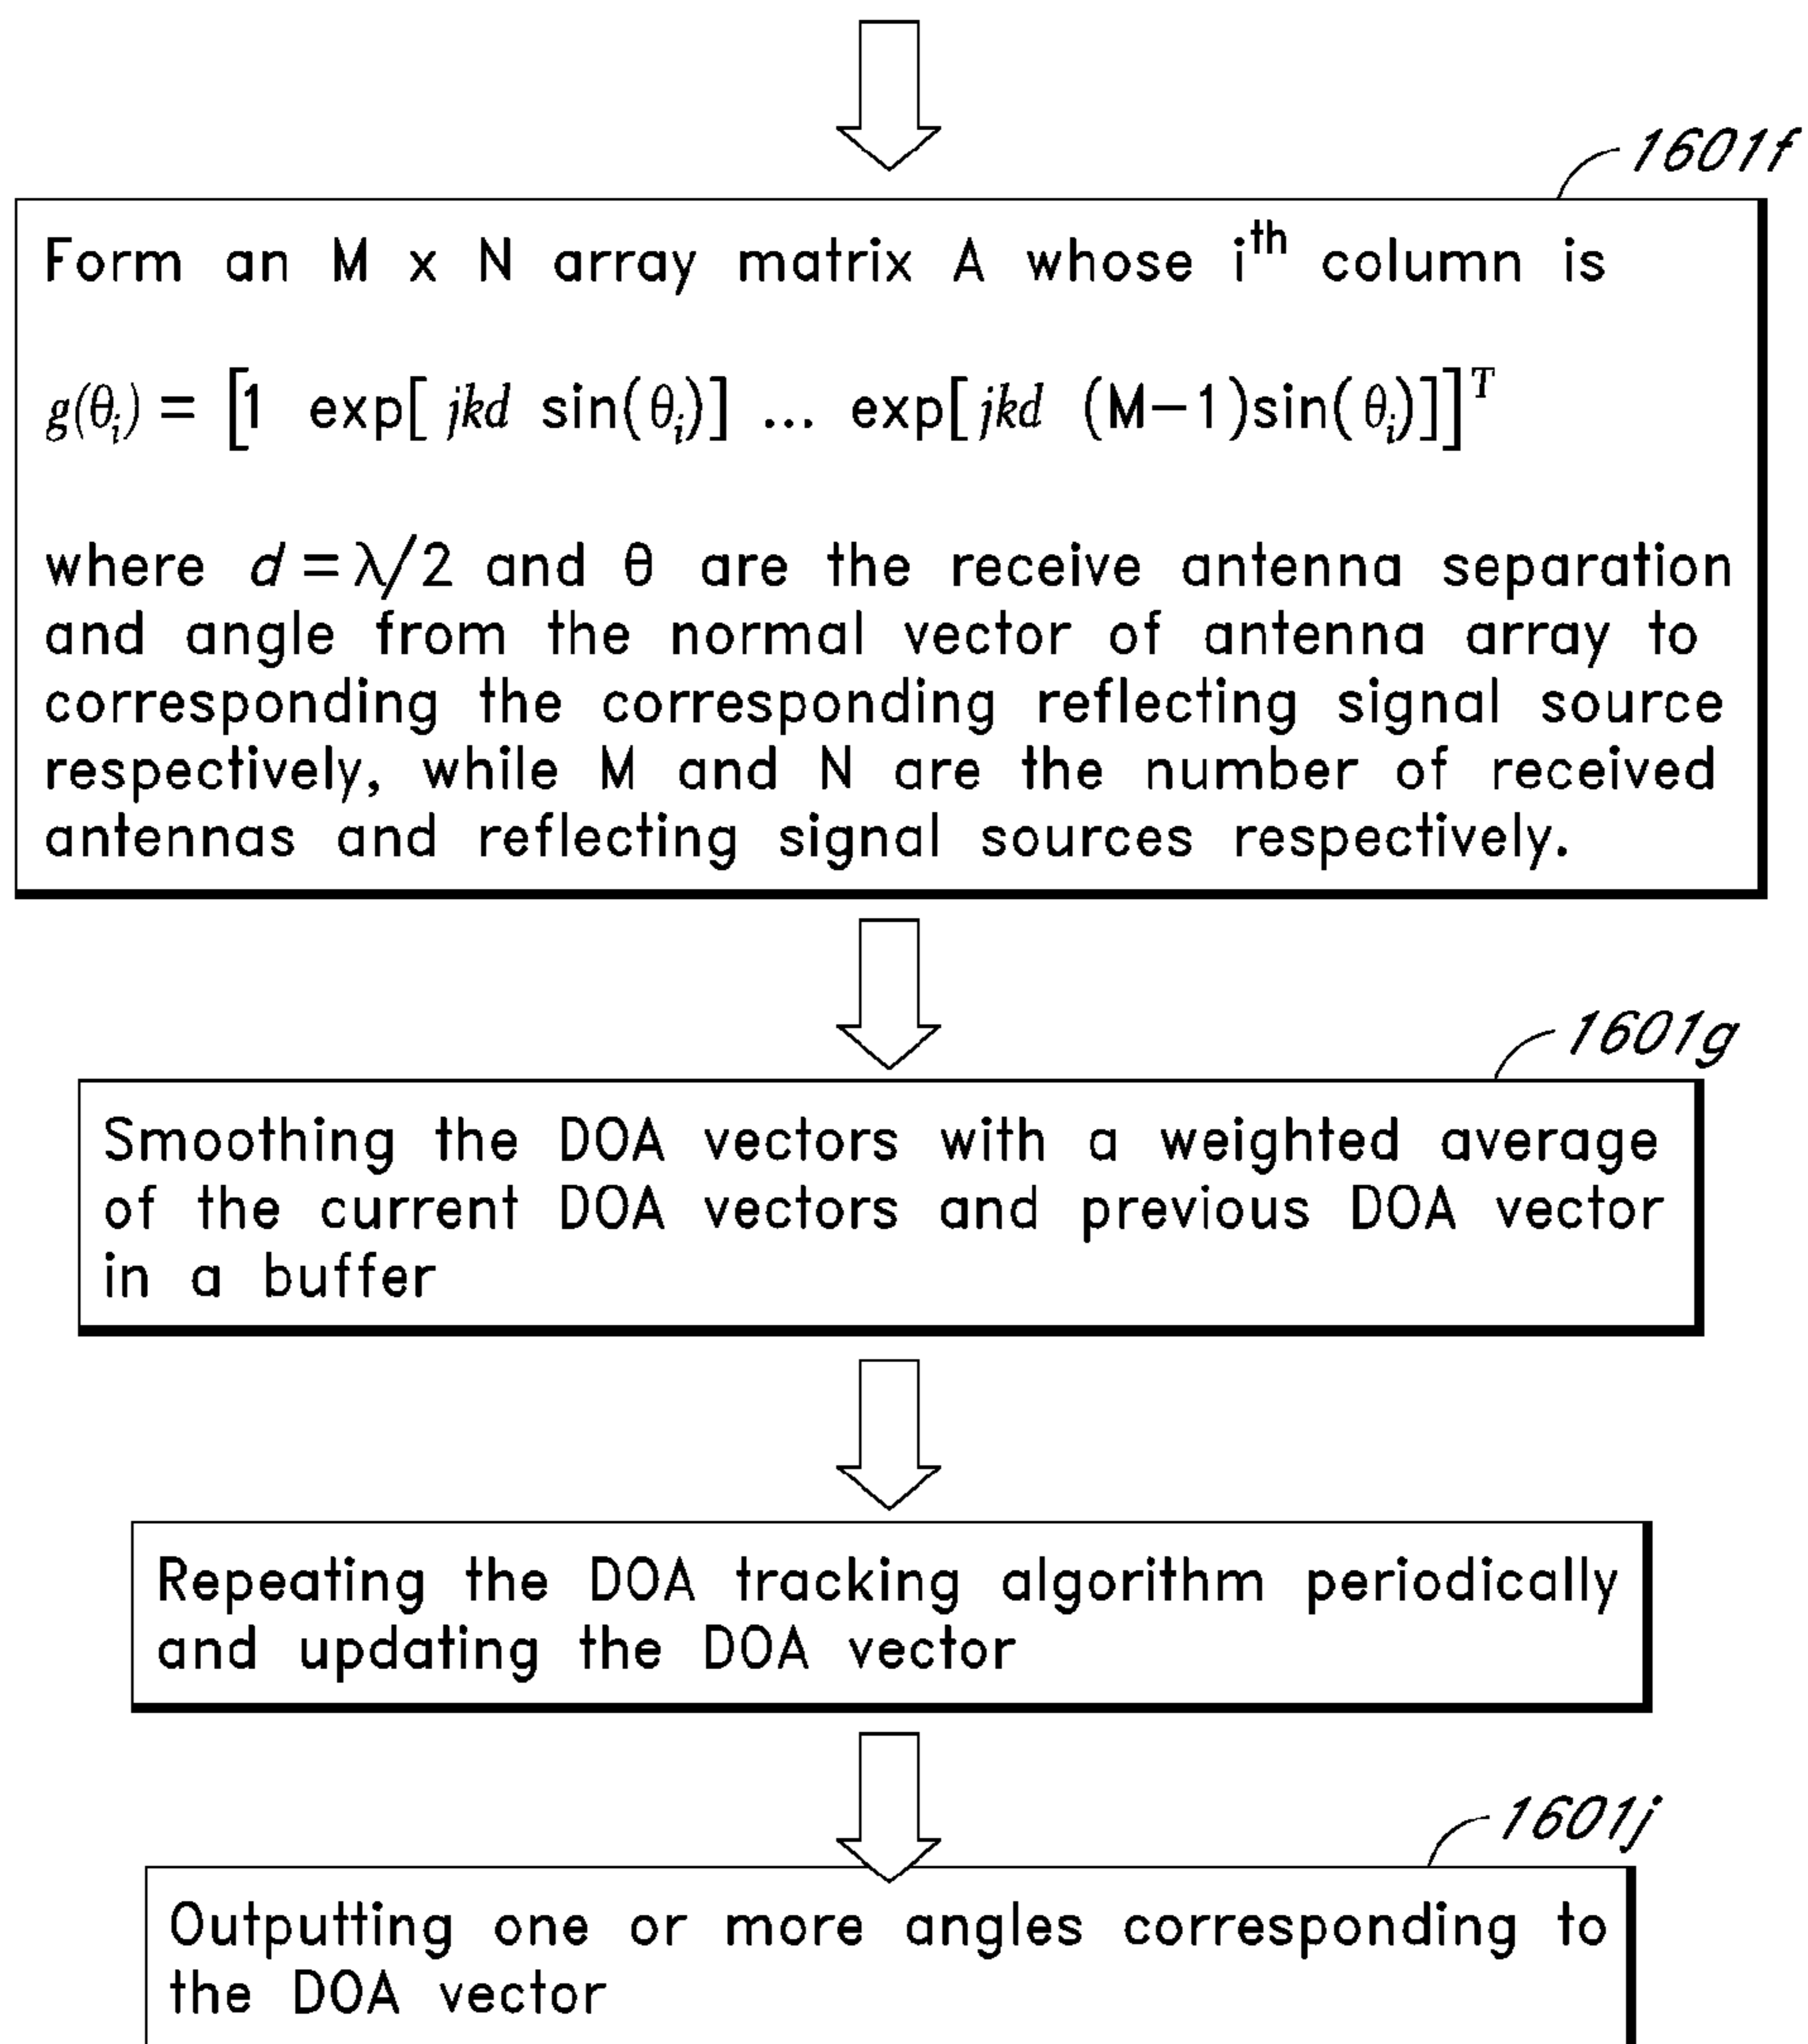 1601f
Form an M x N array matrix A whose iᵗʰ column is
g(θᵢ) = [1 exp[ jkd sin(θᵢ)] ... exp[ jkd (M−1)sin(θᵢ)]]ᵀ
where d = λ/2 and θ are the receive antenna separation
and angle from the normal vector of antenna array to
corresponding the corresponding reflecting signal source
respectively, while M and N are the number of received
antennas and reflecting signal sources respectively.
1601g
Smoothing the DOA vectors with a weighted average
of the current DOA vectors and previous DOA vector
in a buffer
Repeating the DOA tracking algorithm periodically
and updating the DOA vector
1601j
Outputting one or more angles corresponding to
the DOA vector